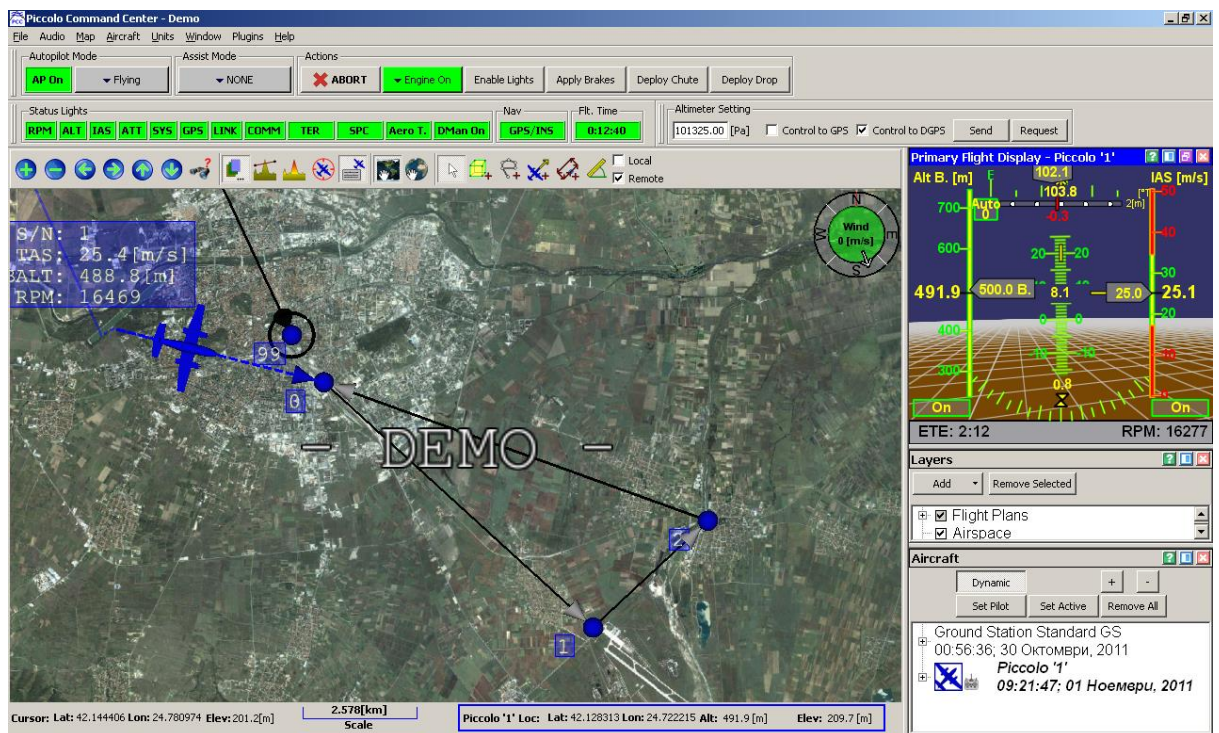 Piccolo Command Center - Demo
File Audio Map Aircraft Units Window Plugins Help
Autopilot Mode Assist Mode Actions
AP On Flying NONE ABORT Engine On Enable Lights Apply Brakes Deploy Chute Deploy Drop
Status Lights Nav Flt. Time Altimeter Setting
RPM ALT IAS ATT SYS GPS LINK COMM TER SPC Aero T. DMan On GPS/INS 0:12:40 101325.00 [Pa] Control to GPS Control to DGPS Send Request
Local
Remote
S/N: 1
TAS: 25.4[m/s]
BALT: 488.8[m]
RPM: 16469
N
W
E
S
Wind
0 [m/s]
99
0
- DEMO -
2
1
Primary Flight Display - Piccolo '1'
Alt B. [m] E 102.1 IAS [m/s]
103.8
50
700 Auto 2[m]
0 -0.3
40
600 20 20
30
491.9 500.0 B. 8.1 25.0 25.1
20
400 0 0
-10 -10 10
300
0.8
On On
ETE: 2:12 RPM: 16277
Layers
Add Remove Selected
Flight Plans
Airspace
Aircraft
Dynamic + -
Set Pilot Set Active Remove All
Ground Station Standard GS
00:56:36; 30 Октомври, 2011
Piccolo '1'
09:21:47; 01 Ноември, 2011
Cursor: Lat: 42.144406 Lon: 24.780974 Elev: 201.2[m] 2.578[km] Scale Piccolo '1' Loc: Lat: 42.128313 Lon: 24.722215 Alt: 491.9 [m] Elev: 209.7 [m]